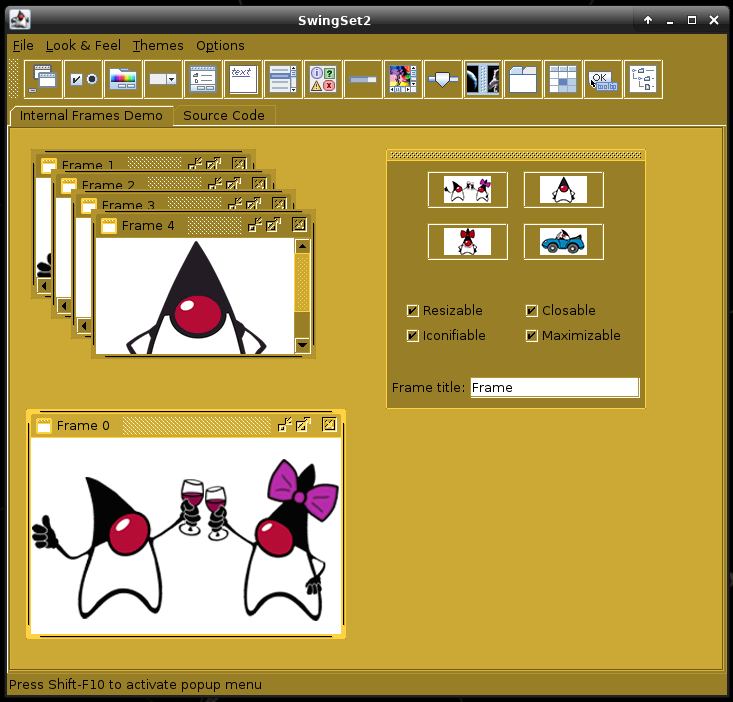 SwingSet2
File Look & Feel Themes Options
text
OK
Internal Frames Demo Source Code
Frame 1
Frame 2
Frame 3
Frame 4
Resizable Closable
Iconifiable Maximizable
Frame title: Frame
Frame 0
Press Shift-F10 to activate popup menu